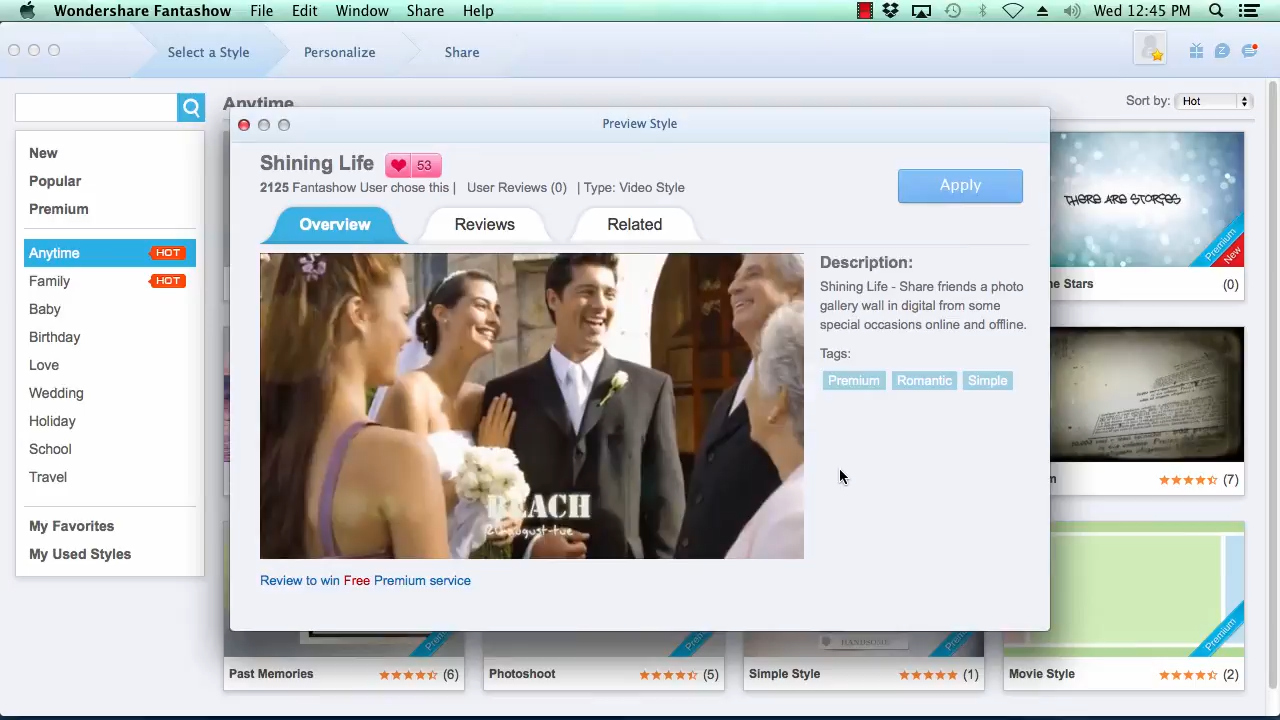 Wondershare Fantashow File Edit Window Share Help Wed 12:45 PM
Select a Style Personalize Share
Anytime
Sort by: Hot
New
Popular
Premium
Anytime HOT
Family HOT
Baby
Birthday
Love
Wedding
Holiday
School
Travel
My Favorites
My Used Styles
Preview Style
Shining Life 53
2125 Fantashow User chose this | User Reviews (0) | Type: Video Style
Apply
Overview Reviews Related
BEACH
Description:
Shining Life - Share friends a photo
gallery wall in digital from some
special occasions online and offline.
Tags:
Premium Romantic Simple
Review to win Free Premium service
THERE ARE STORIES
Premium
New
Stars (0)
(7)
HANDSOME
Premium
Past Memories (6)
Photoshoot (5)
Simple Style (1)
Movie Style (2)